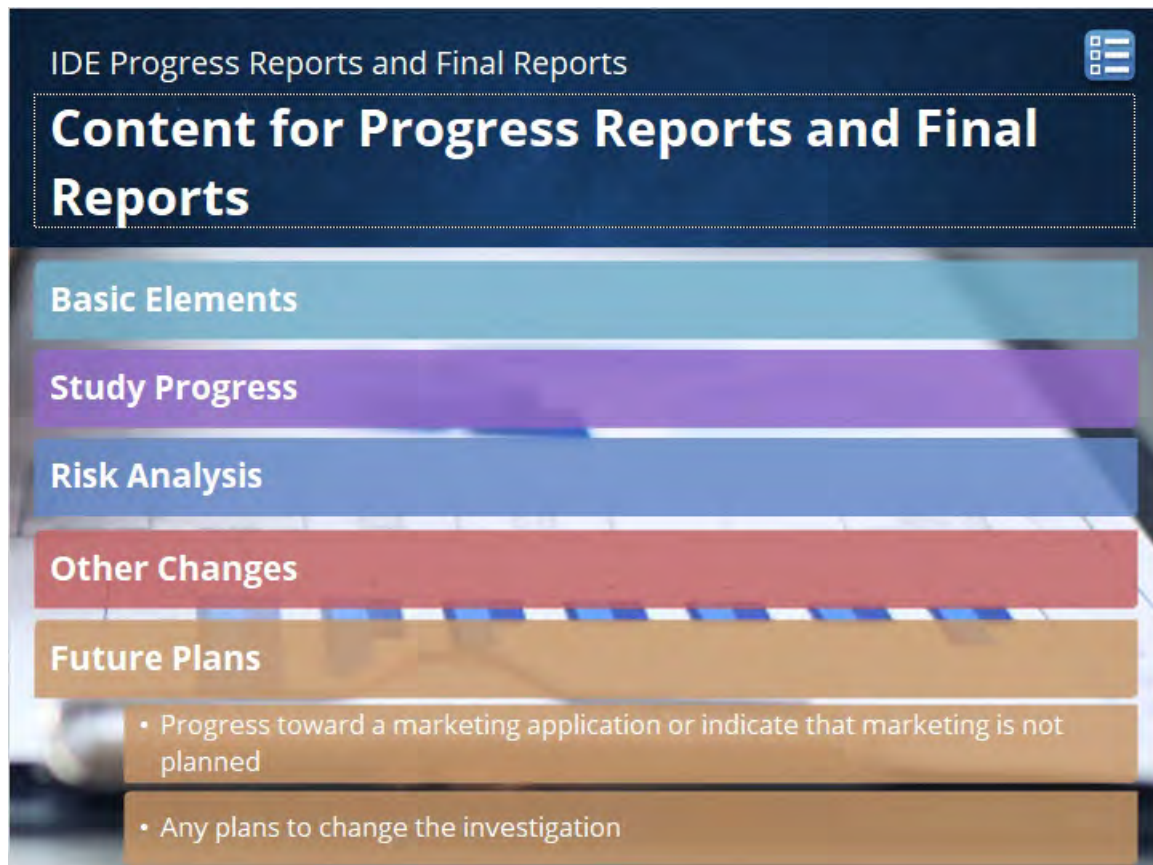 IDE Progress Reports and Final Reports
Content for Progress Reports and Final
Reports
Basic Elements
Study Progress
Risk Analysis
Other Changes
Future Plans
• Progress toward a marketing application or indicate that marketing is not
planned
• Any plans to change the investigation